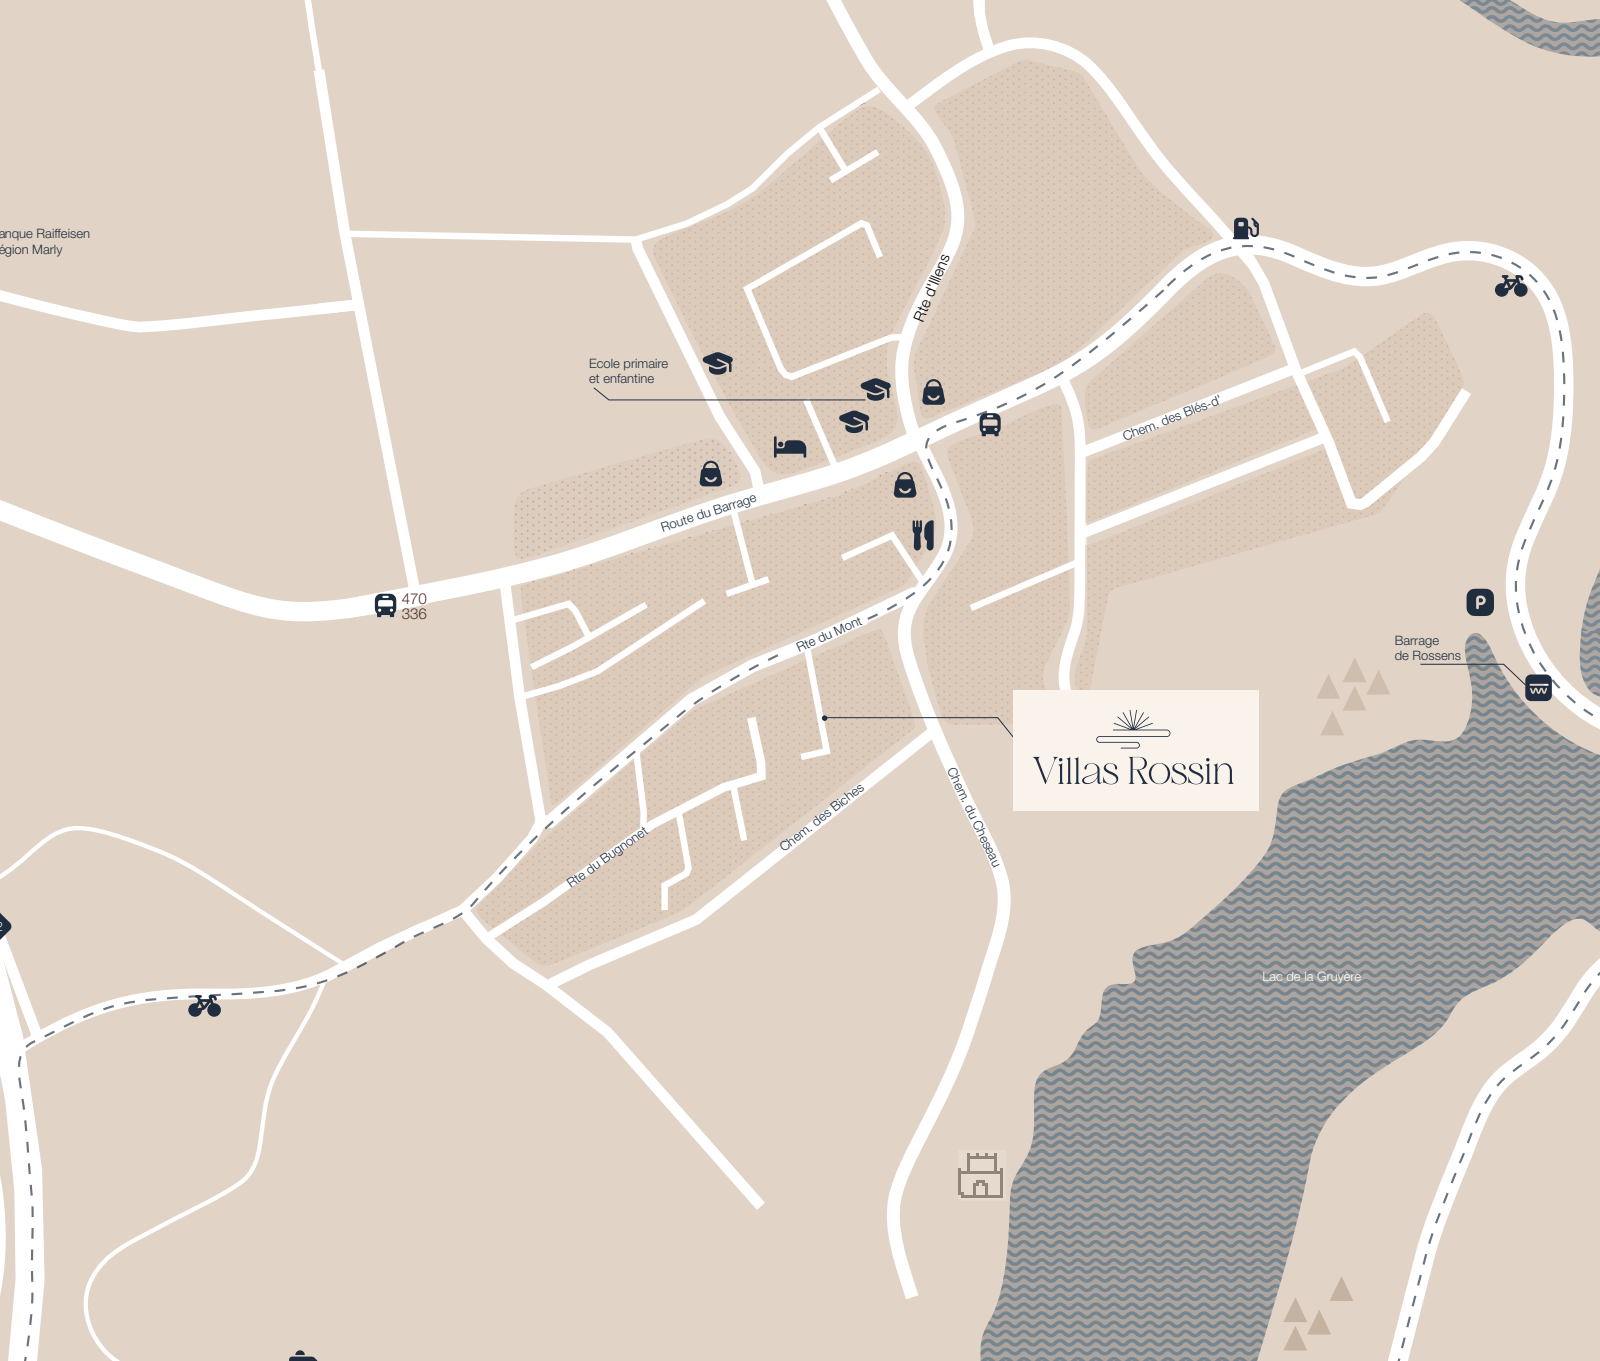 anque Raiffeisen
égion Marly
Rte d'Illens
Ecole primaire
et enfantine
Chem. des Blés-d'
Route du Barrage
470
336
P
Rte du Mont
Barrage
de Rossens
Villas Rossin
Chem. du Cheseau
Chem. des Biches
Rte du Bugnonet
Lac de la Gruyère